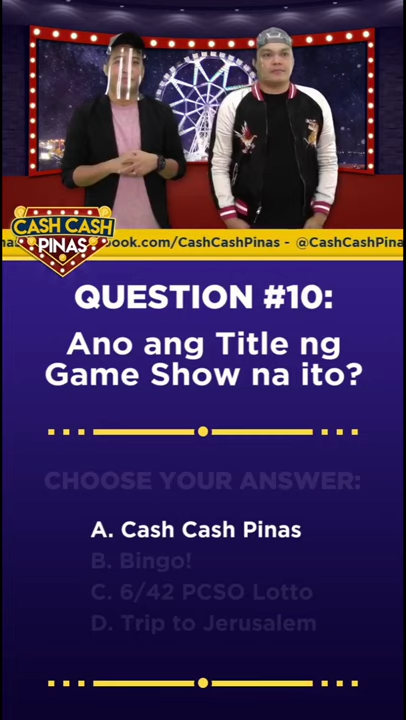 CASH CASH
PINAS
ook.com/CashCashPinas - @CashCashPina
QUESTION #10:
Ano ang Title ng
Game Show na ito?
CHOOSE YOUR ANSWER:
A. Cash Cash Pinas
B. Bingo!
C. 6/42 PCSO Lotto
D. Trip to Jerusalem